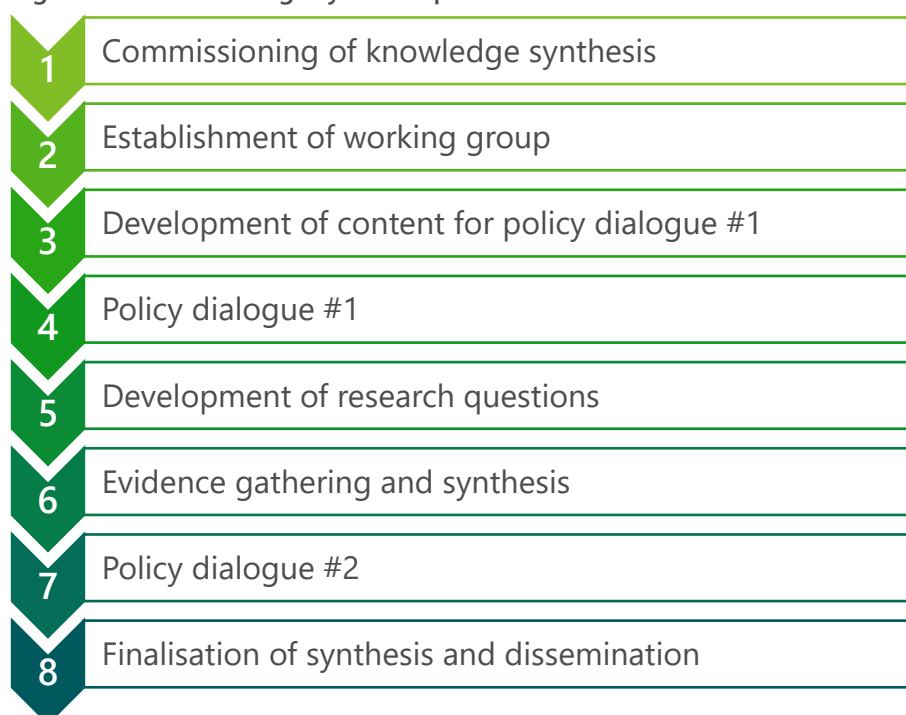 1
Commissioning of knowledge synthesis
2
Establishment of working group
3
Development of content for policy dialogue #1
4
Policy dialogue #1
5
Development of research questions
6
Evidence gathering and synthesis
7
Policy dialogue #2
8
Finalisation of synthesis and dissemination